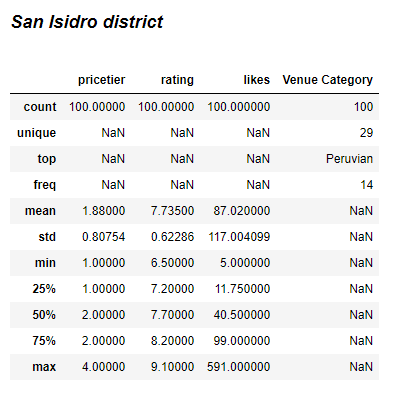 San Isidro district
pricetier rating likes Venue Category
count 100.00000 100.00000 100.000000 100
unique NaN NaN NaN 29
top NaN NaN NaN Peruvian
freq NaN NaN NaN 14
mean 1.88000 7.73500 87.020000 NaN
std 0.80754 0.62286 117.004099 NaN
min 1.00000 6.50000 5.000000 NaN
25% 1.00000 7.20000 11.750000 NaN
50% 2.00000 7.70000 40.500000 NaN
75% 2.00000 8.20000 99.000000 NaN
max 4.00000 9.10000 591.000000 NaN